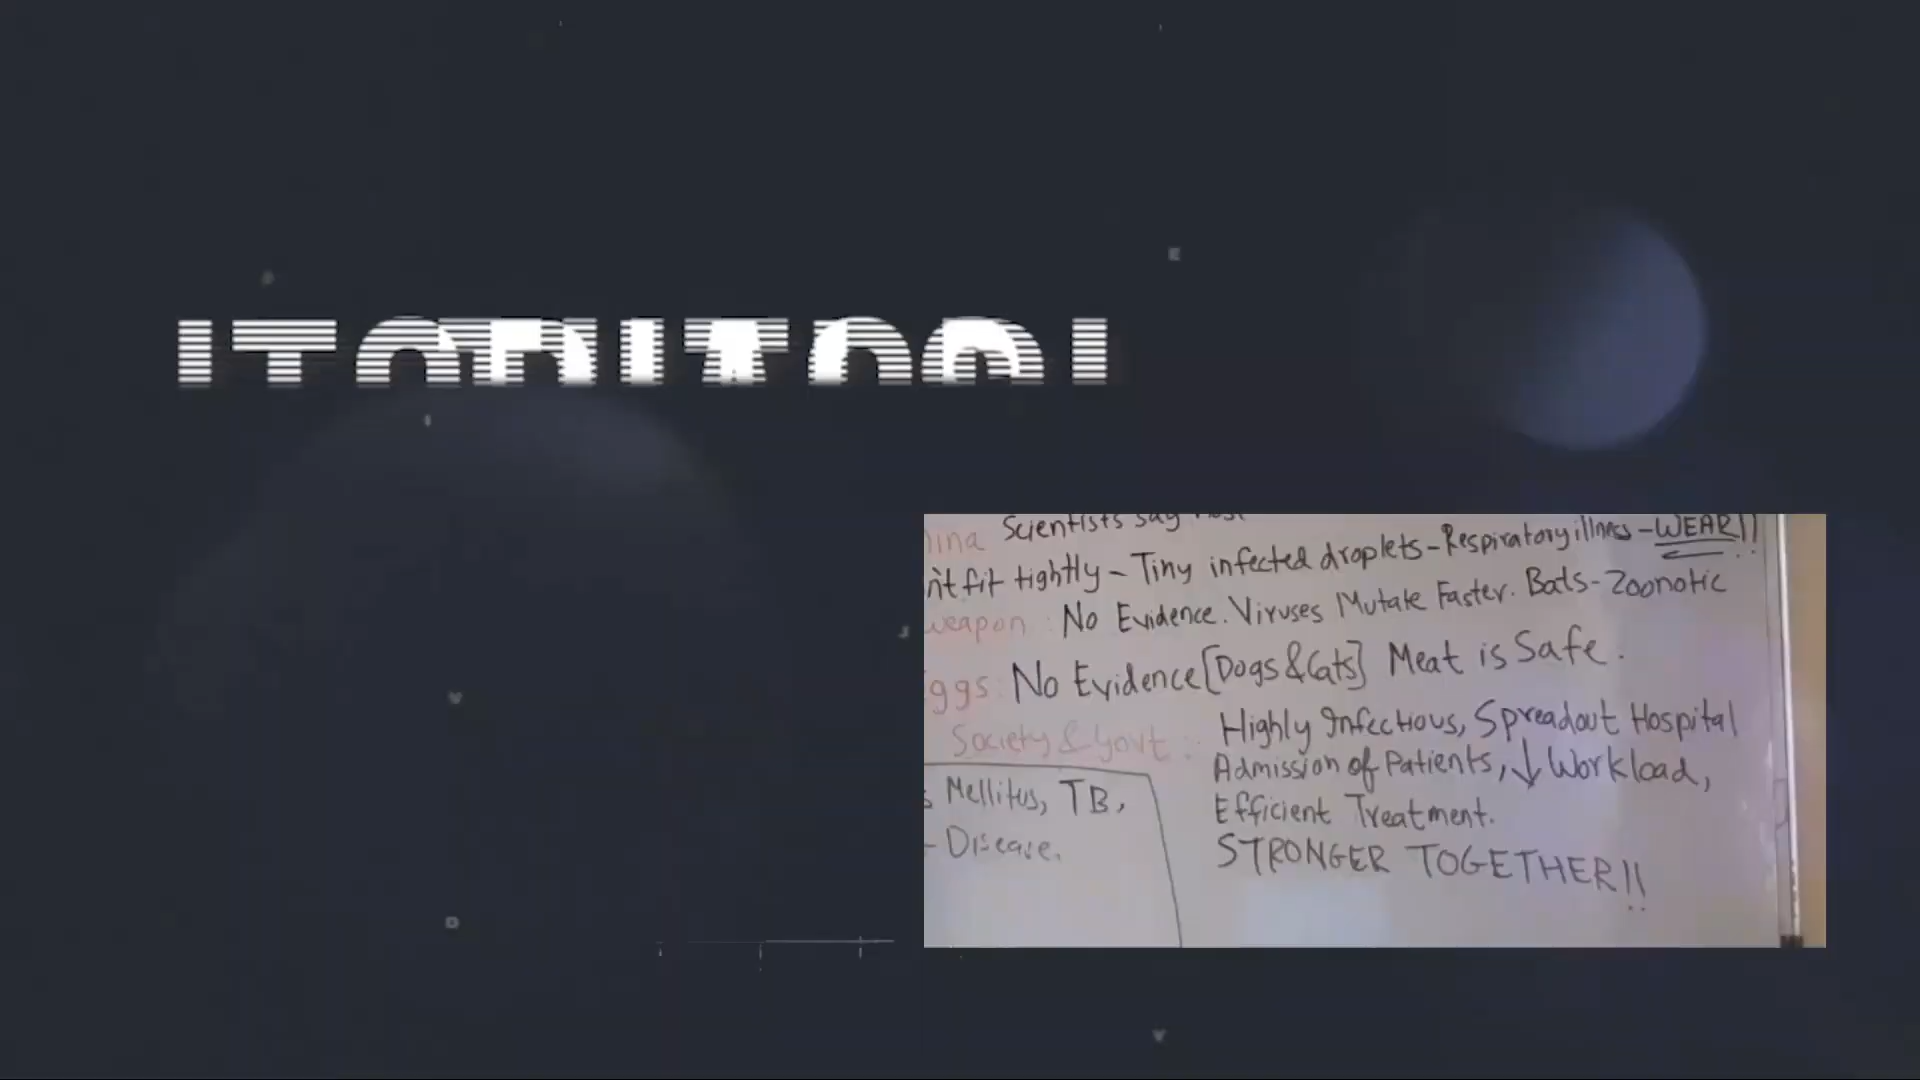 Scientists say
n't fit tightly - Tiny infected droplets - Respiratory illness - WEAR!!
weapon : No Evidence. Viruses Mutate Faster. Bats - Zoonotic
ggs : No Evidence [Dogs & Cats] Meat is Safe.
Society & Govt : Highly Infectious, Spreadout Hospital
Admission of Patients, ↓ Workload,
Efficient Treatment.
STRONGER TOGETHER!!
Mellitus, TB,
- Disease.